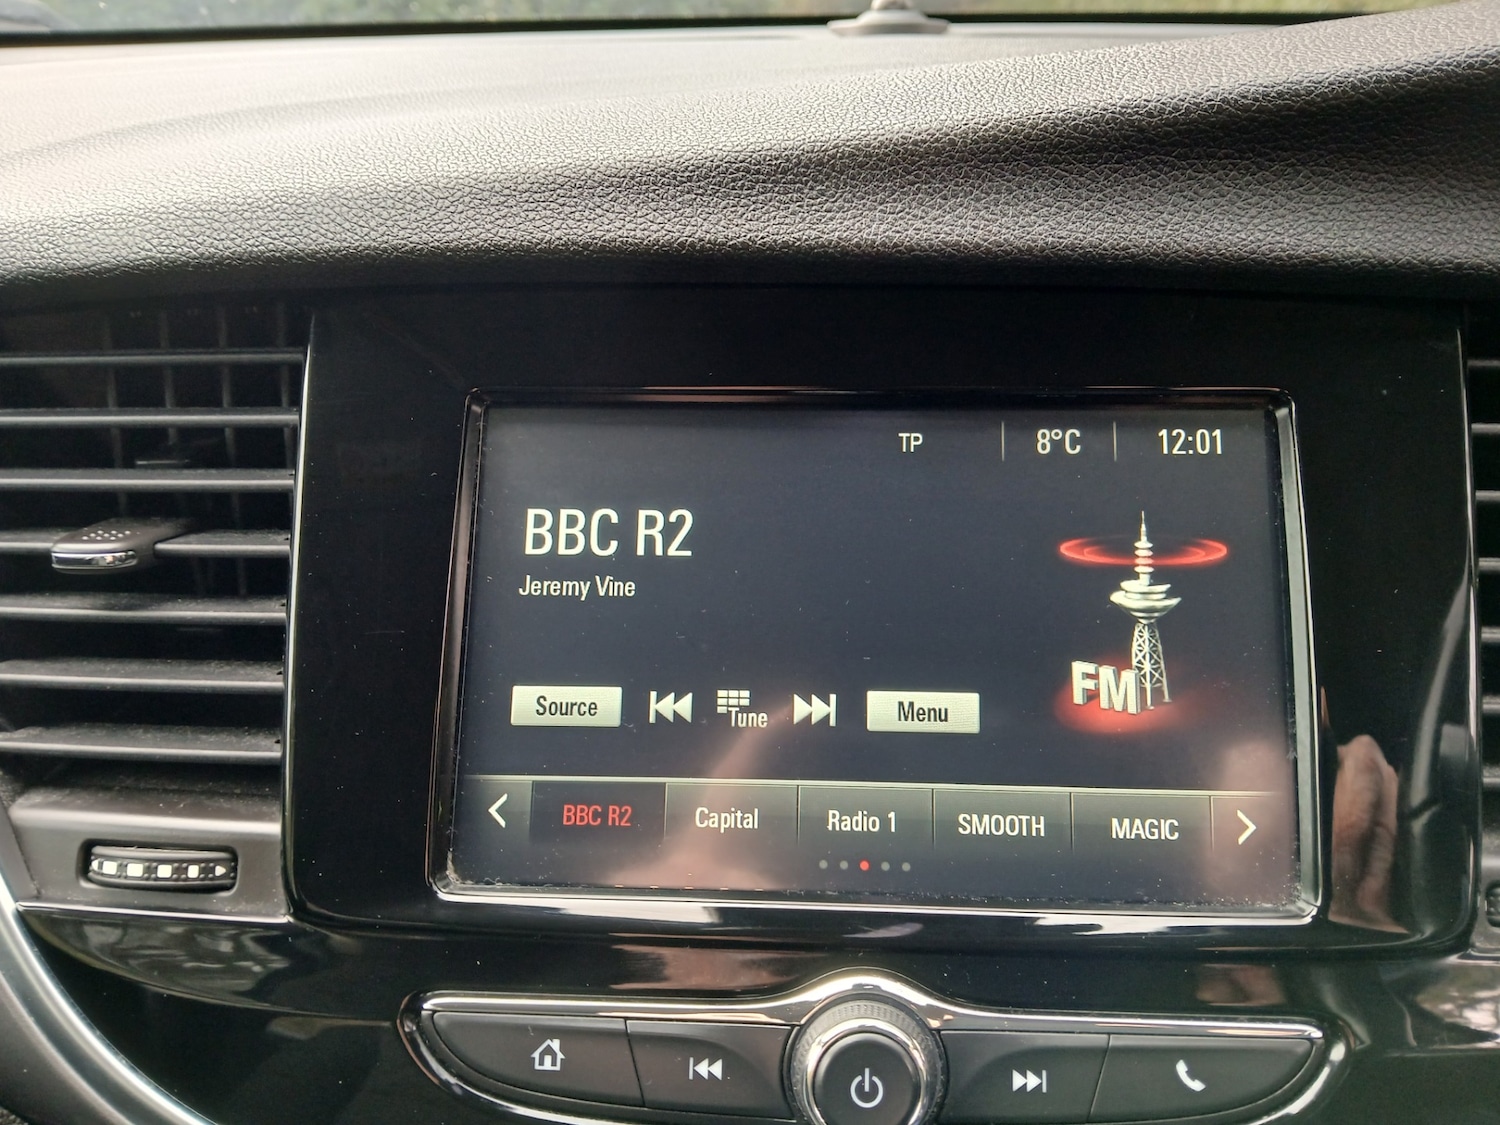 TP 8°C 12:01
BBC R2
Jeremy Vine
FM
Source Tune Menu
BBC R2 Capital Radio 1 SMOOTH MAGIC